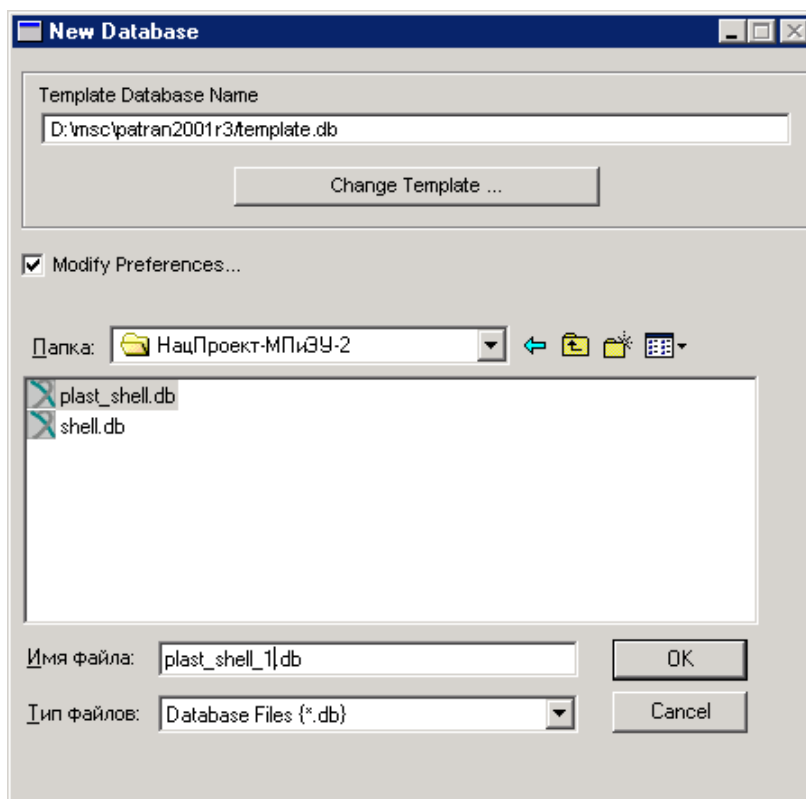 New Database
Template Database Name
D:\msc\patran2001r3/template.db
Change Template ...
Modify Preferences...
Папка: НацПроект-МПиЭУ-2
plast_shell.db
shell.db
Имя файла: plast_shell_1.db OK
Тип файлов: Database Files {*.db} Cancel